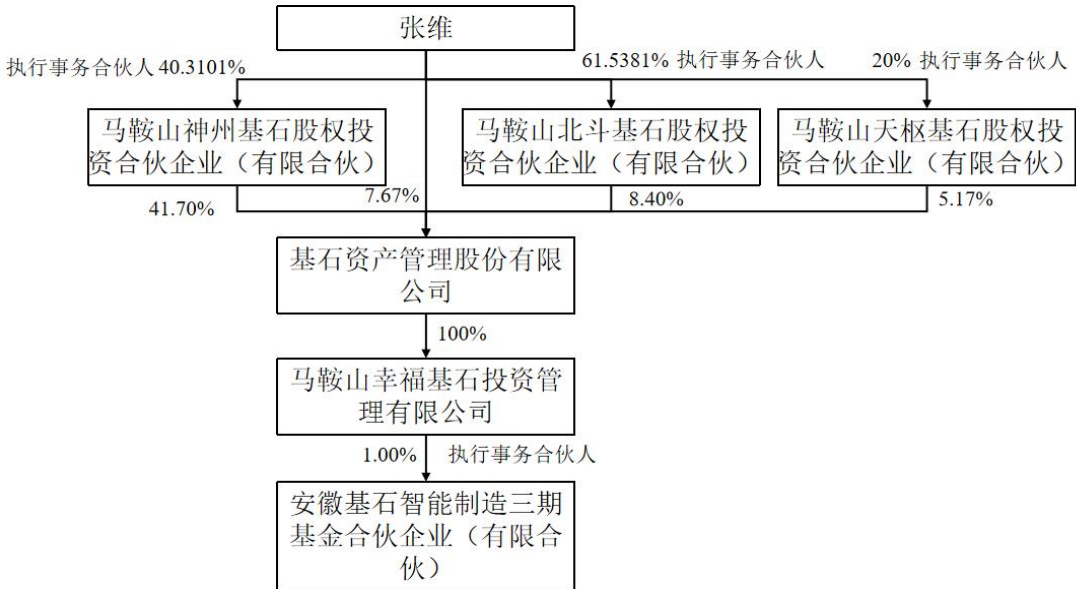 张维
执行事务合伙人 40.3101%
61.5381% 执行事务合伙人
20% 执行事务合伙人
马鞍山神州基石股权投
资合伙企业（有限合伙）
马鞍山北斗基石股权投
资合伙企业（有限合伙）
马鞍山天枢基石股权投
资合伙企业（有限合伙）
41.70%
7.67%
8.40%
5.17%
基石资产管理股份有限
公司
100%
马鞍山幸福基石投资管
理有限公司
1.00%
执行事务合伙人
安徽基石智能制造三期
基金合伙企业（有限合
伙）